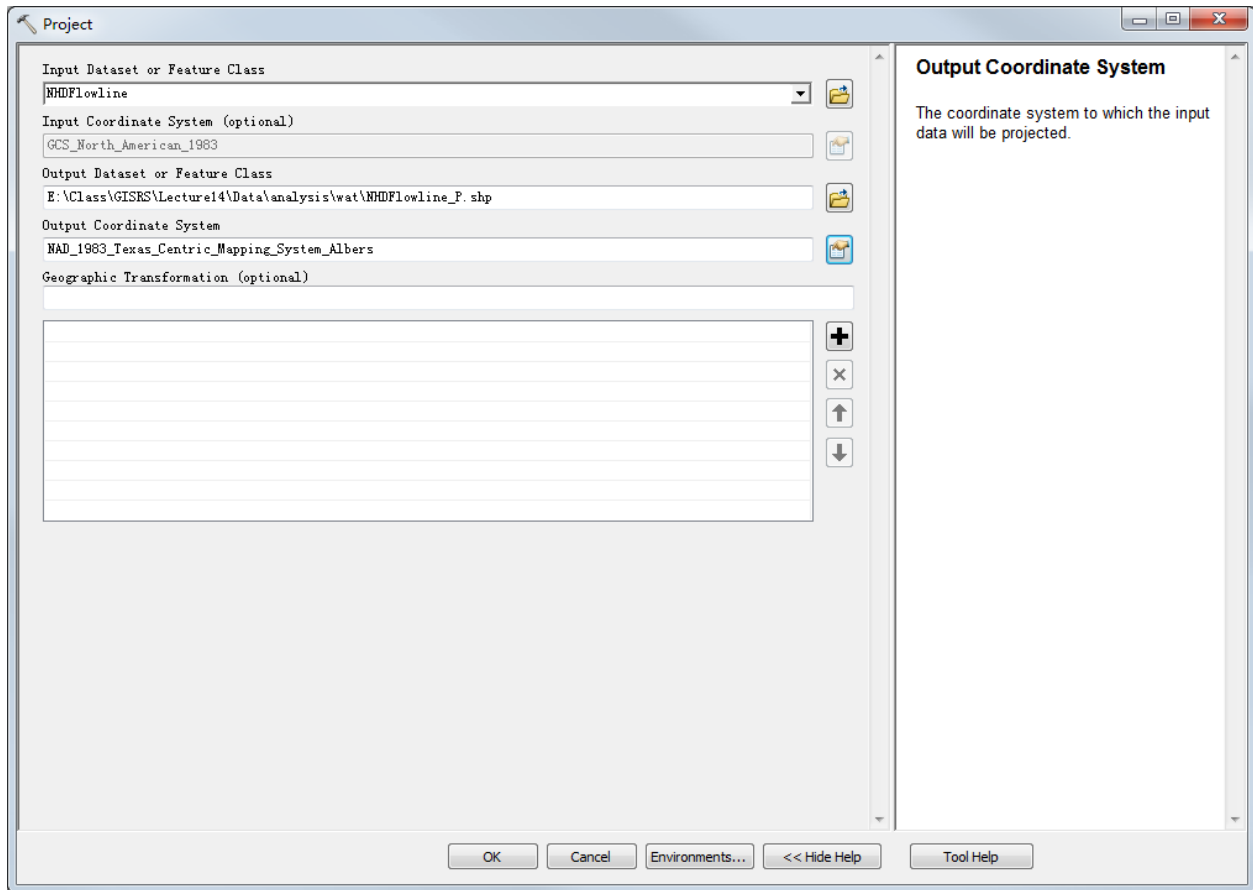 Project
Input Dataset or Feature Class
NHDFlowline
Input Coordinate System (optional)
GCS_North_American_1983
Output Dataset or Feature Class
E:\Class\GISRS\Lecture14\Data\analysis\wat\NHDFlowline_P.shp
Output Coordinate System
NAD_1983_Texas_Centric_Mapping_System_Albers
Geographic Transformation (optional)
Output Coordinate System
The coordinate system to which the input
data will be projected.
OK
Cancel
Environments...
<< Hide Help
Tool Help